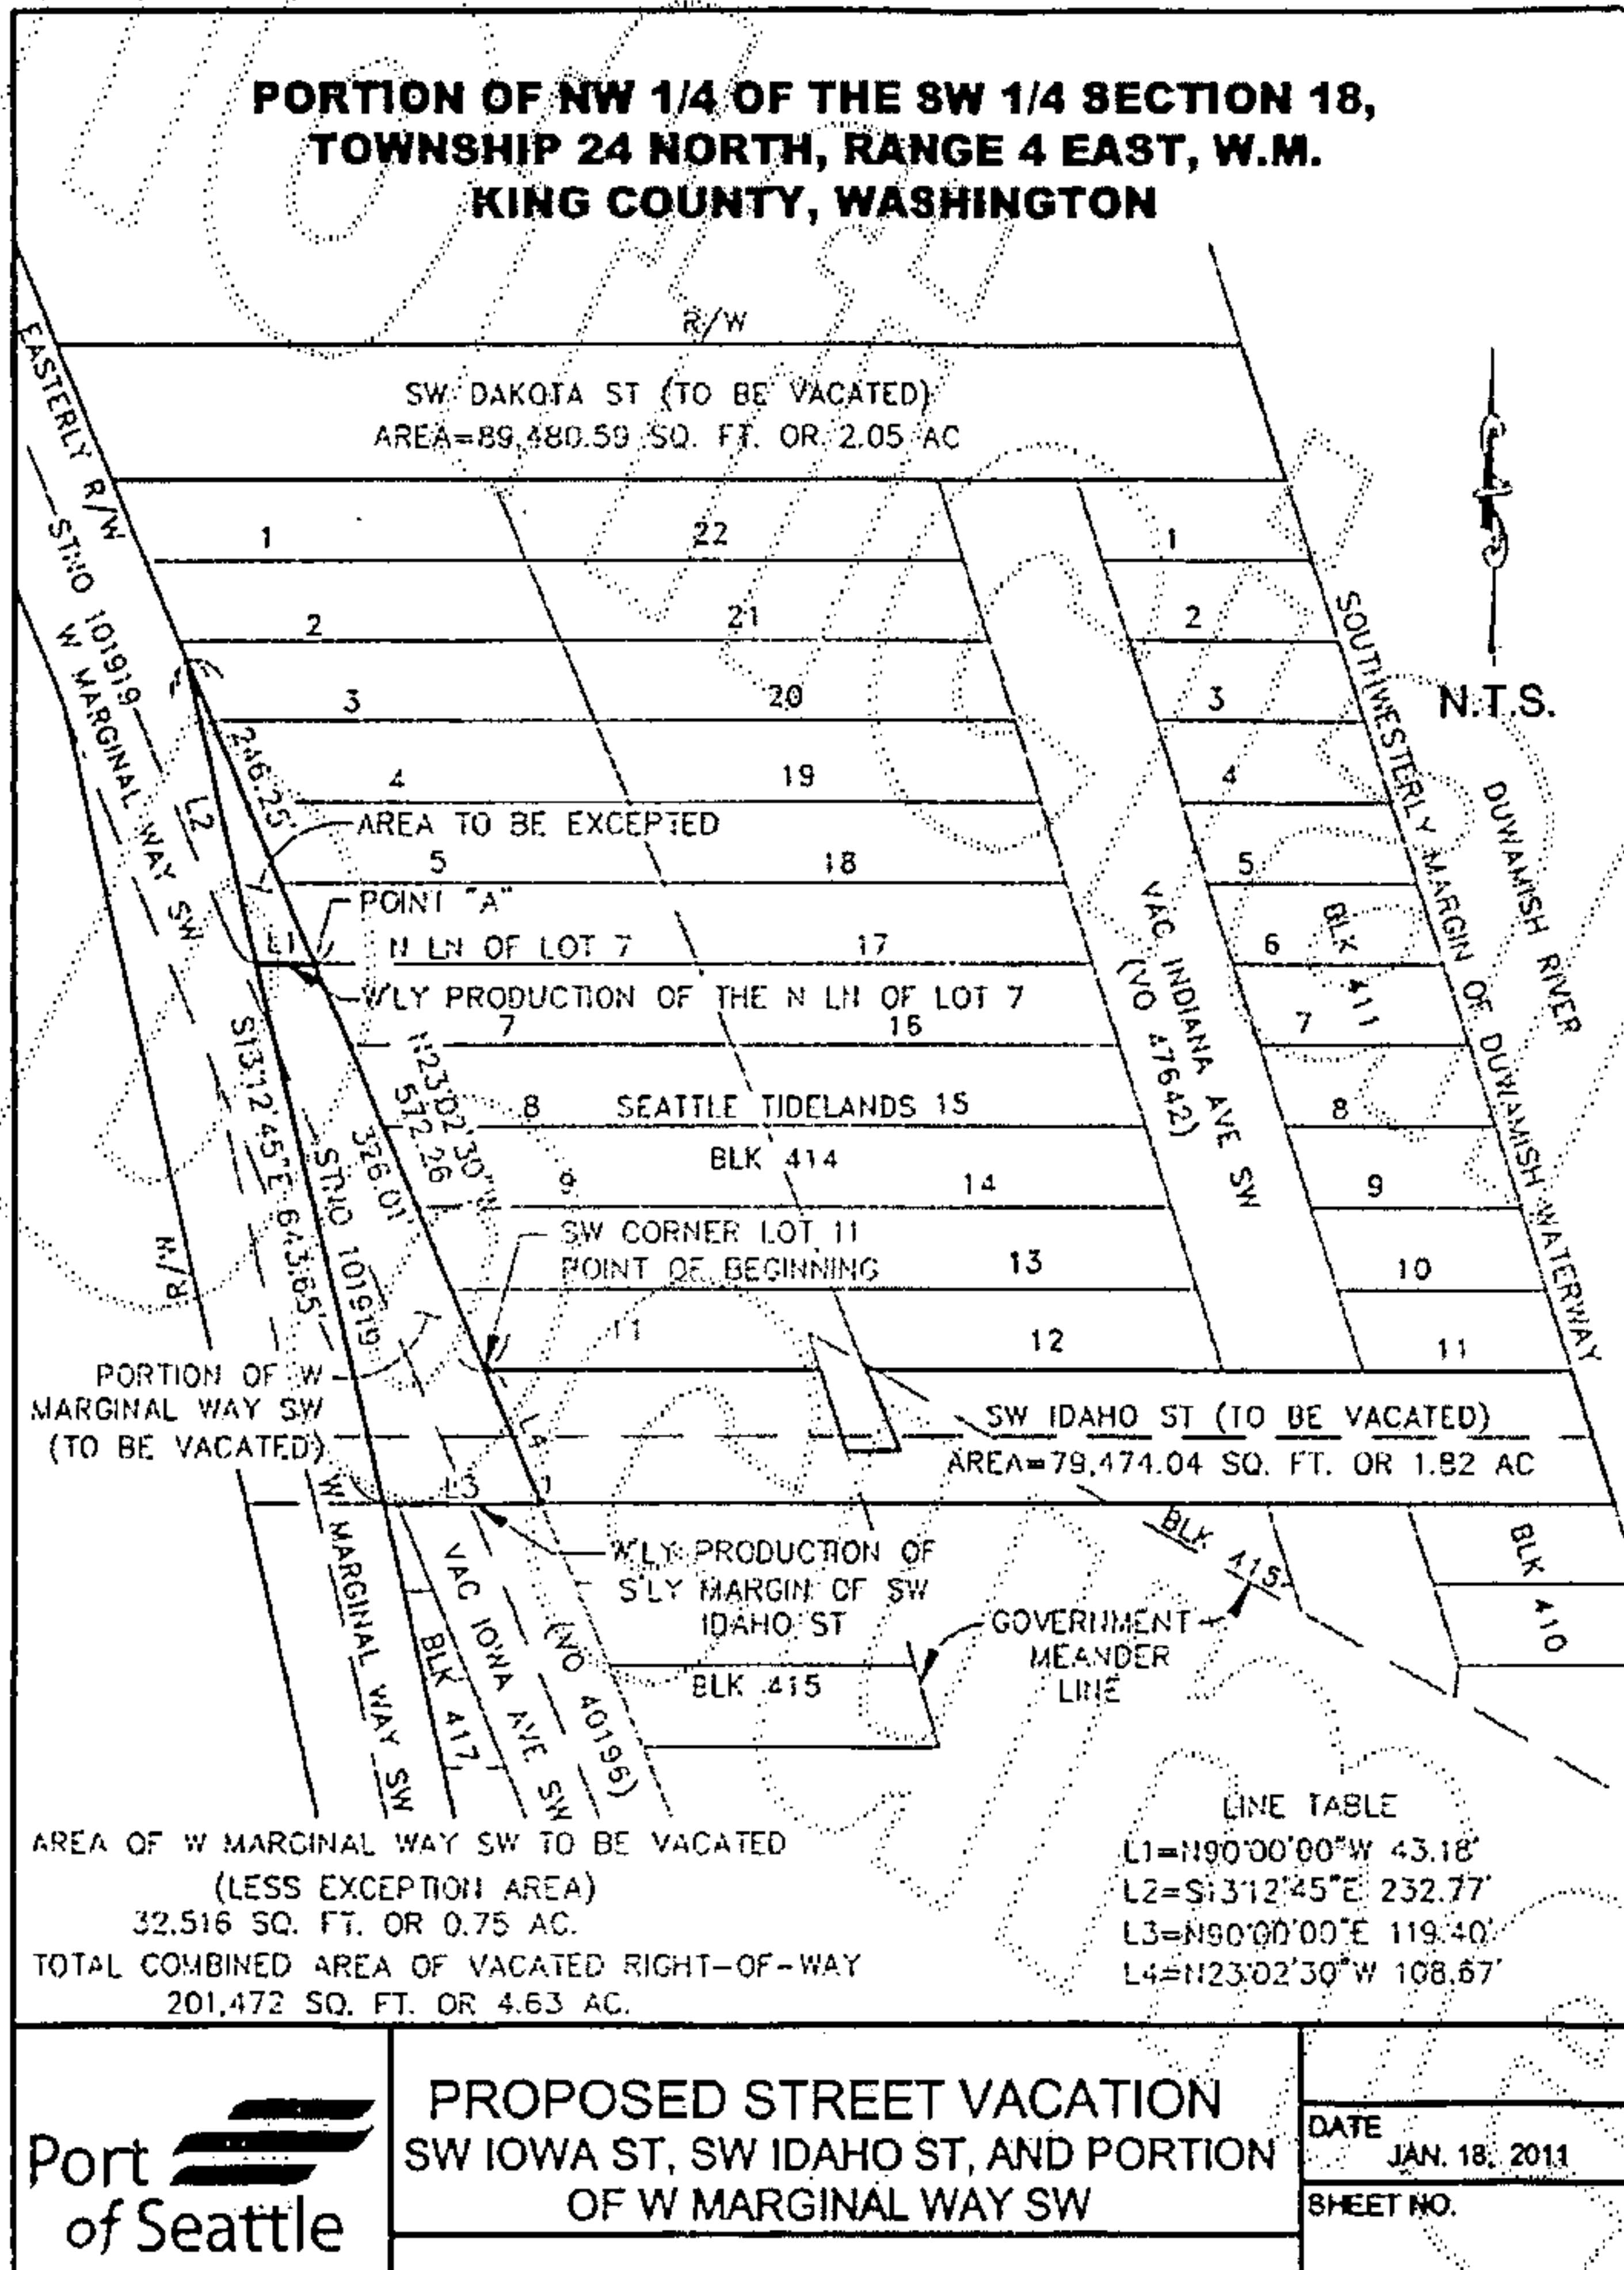 PORTION OF NW 1/4 OF THE SW 1/4 SECTION 18,
TOWNSHIP 24 NORTH, RANGE 4 EAST, W.M.
KING COUNTY, WASHINGTON
R/W
SW DAKOTA ST (TO BE VACATED)
AREA=89,480.59 SQ. FT. OR 2.05 AC
EASTERLY R/W
STNO 101919
W MARGINAL WAY SW
1
22
1
2
21
2
3
20
3
4
19
4
5
18
5
17
6
7
16
7
8
SEATTLE TIDELANDS
15
8
BLK 414
9
14
9
13
10
11
12
11
N.T.S.
SOUTHWESTERLY MARGIN OF DUWAMISH WATERWAY
DUWAMISH RIVER
BLK 411
VAC INDIANA AVE SW
(VO 47642)
246.25'
L2
AREA TO BE EXCEPTED
POINT "A"
L1
N LN OF LOT 7
W'LY PRODUCTION OF THE N LN OF LOT 7
S13°12'45"E 643.65'
N23°02'30"W
572.26
326.01'
STNO 101919
R/W
SW CORNER LOT 11
POINT OF BEGINNING
PORTION OF W
MARGINAL WAY SW
(TO BE VACATED)
L4
SW IDAHO ST (TO BE VACATED)
AREA=79,474.04 SQ. FT. OR 1.82 AC
L3
W'LY PRODUCTION OF
S'LY MARGIN OF SW
IDAHO ST
W MARGINAL WAY SW
BLK 417
VAC IOWA AVE SW
(VO 40196)
BLK 415
BLK 415
GOVERNMENT
MEANDER
LINE
BLK 410
AREA OF W MARGINAL WAY SW TO BE VACATED
(LESS EXCEPTION AREA)
32,516 SQ. FT. OR 0.75 AC.
TOTAL COMBINED AREA OF VACATED RIGHT-OF-WAY
201,472 SQ. FT. OR 4.63 AC.
LINE TABLE
L1=N90°00'00"W 43.18'
L2=S13°12'45"E 232.77'
L3=N90°00'00"E 119.40'
L4=N23°02'30"W 108.67'
Port
of Seattle
PROPOSED STREET VACATION
SW IOWA ST, SW IDAHO ST, AND PORTION
OF W MARGINAL WAY SW
DATE
JAN. 18, 2011
SHEET NO.